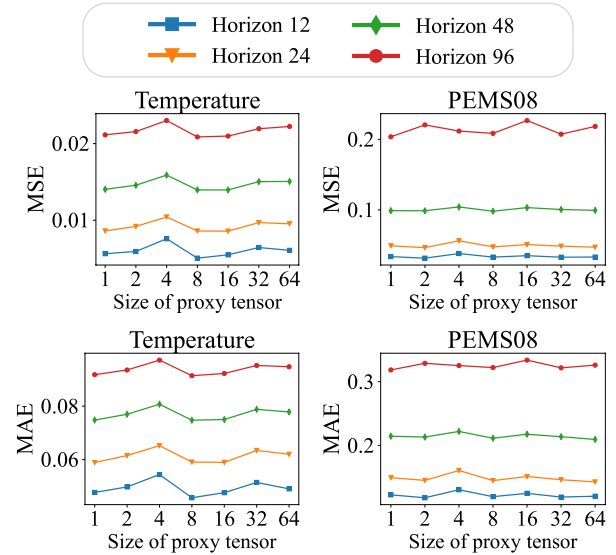 Horizon 12
Horizon 48
Horizon 24
Horizon 96
Temperature
PEMS08
MSE
0.02
0.01
MSE
0.2
0.1
1 2 4 8 16 32 64
1 2 4 8 16 32 64
Size of proxy tensor
Size of proxy tensor
Temperature
PEMS08
MAE
0.08
0.06
MAE
0.3
0.2
1 2 4 8 16 32 64
1 2 4 8 16 32 64
Size of proxy tensor
Size of proxy tensor